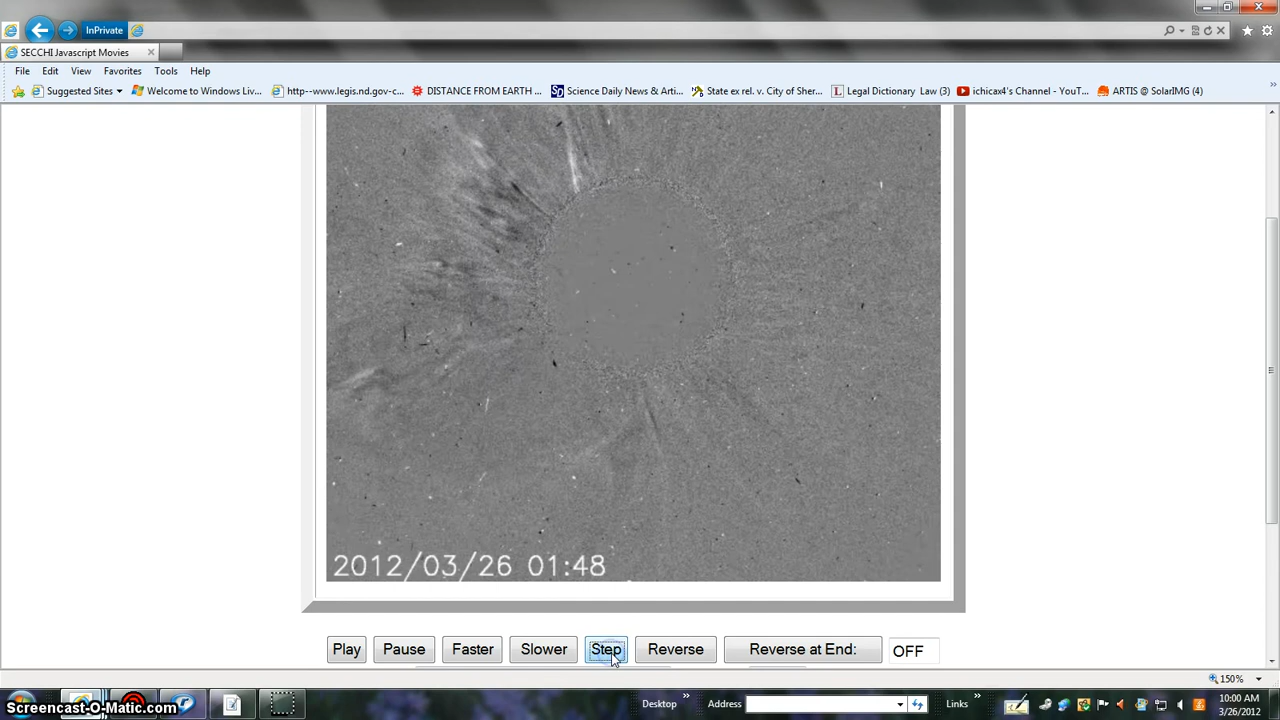 InPrivate
SECCHI Javascript Movies
File Edit View Favorites Tools Help
Suggested Sites Welcome to Windows Liv... http--www.legis.nd.gov-c... DISTANCE FROM EARTH ... Science Daily News & Arti... State ex rel. v. City of Sher... Legal Dictionary Law (3) ichicax4's Channel - YouT... ARTIS @ SolarIMG (4)
2012/03/26 01:48
Play Pause Faster Slower Step Reverse Reverse at End: OFF
150%
Desktop Address Links 10:00 AM
3/26/2012
Screencast-O-Matic.com